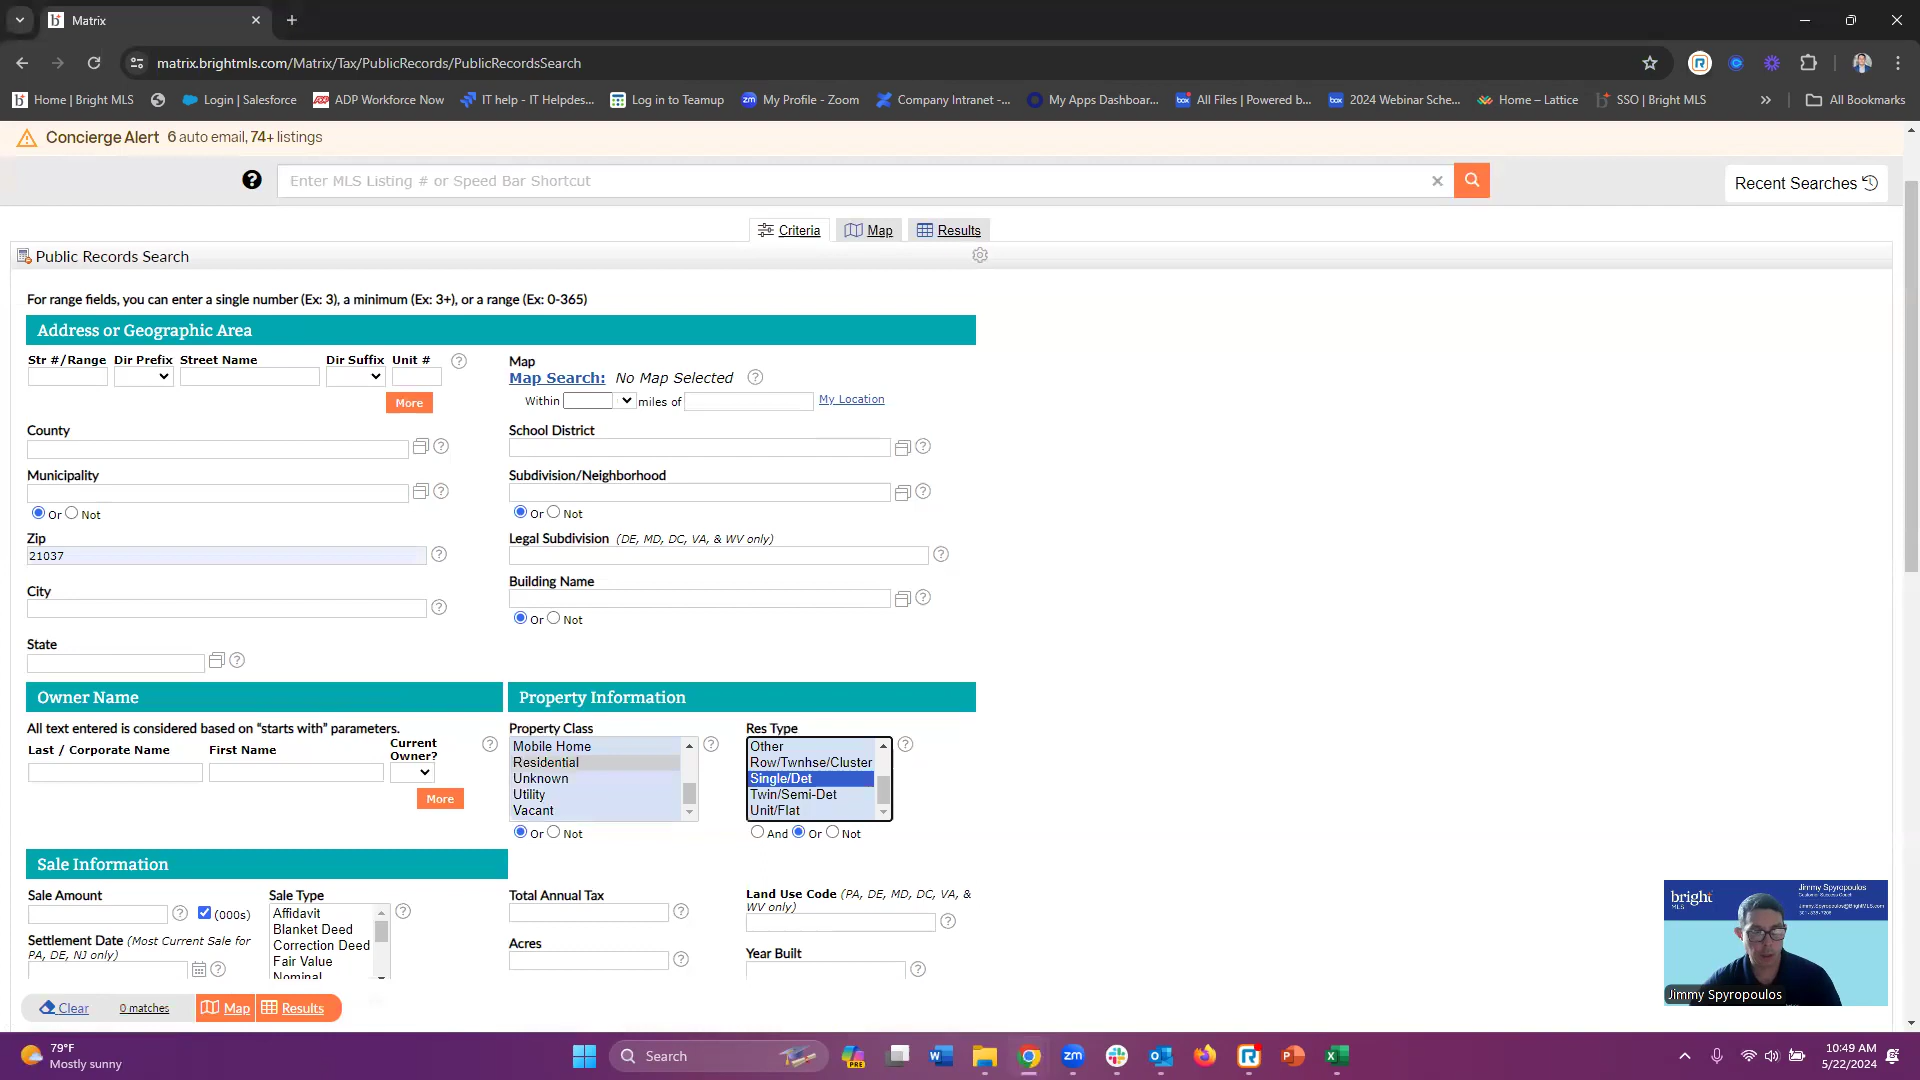 Matrix
matrix.brightmls.com/Matrix/Tax/PublicRecords/PublicRecordsSearch
Home | Bright MLS
Login | Salesforce
ADP Workforce Now
IT help - IT Helpdes...
Log in to Teamup
My Profile - Zoom
Company Intranet -...
My Apps Dashboar...
All Files | Powered b...
2024 Webinar Sche...
Home – Lattice
SSO | Bright MLS
All Bookmarks
Concierge Alert 6 auto email, 74+ listings
Enter MLS Listing # or Speed Bar Shortcut
Recent Searches
Criteria
Map
Results
Public Records Search
For range fields, you can enter a single number (Ex: 3), a minimum (Ex: 3+), or a range (Ex: 0-365)
Address or Geographic Area
Str #/Range Dir Prefix Street Name Dir Suffix Unit #
More
Map
Map Search: No Map Selected
Within miles of My Location
County
School District
Municipality
Or Not
Subdivision/Neighborhood
Or Not
Zip
21037
Legal Subdivision (DE, MD, DC, VA, & WV only)
City
Building Name
Or Not
State
Owner Name
Property Information
All text entered is considered based on "starts with" parameters.
Last / Corporate Name First Name Current Owner?
More
Property Class
Mobile Home
Residential
Unknown
Utility
Vacant
Or Not
Res Type
Other
Row/Twnhse/Cluster
Single/Det
Twin/Semi-Det
Unit/Flat
And Or Not
Sale Information
Sale Amount
(000s)
Settlement Date (Most Current Sale for
PA, DE, NJ only)
Sale Type
Affidavit
Blanket Deed
Correction Deed
Fair Value
Nominal
Total Annual Tax
Acres
Land Use Code (PA, DE, MD, DC, VA, &
WV only)
Year Built
Clear
0 matches
Map
Results
bright
MLS
Jimmy Spyropoulos
Customer Success Coach
Jimmy.Spyropoulos@BrightMLS.com
Jimmy Spyropoulos
79°F
Mostly sunny
Search
10:49 AM
5/22/2024